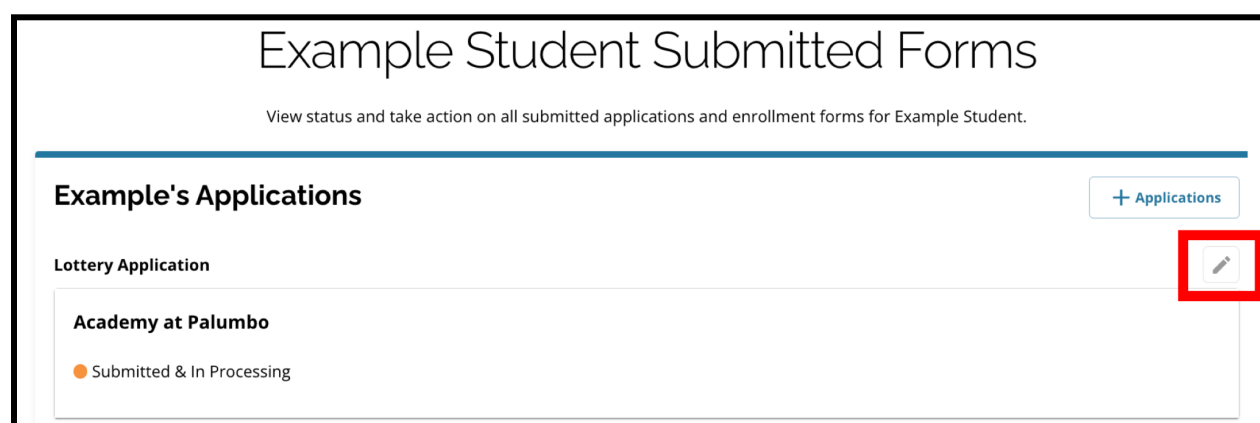 Example Student Submitted Forms
View status and take action on all submitted applications and enrollment forms for Example Student.
Example's Applications
+ Applications
Lottery Application
Academy at Palumbo
Submitted & In Processing